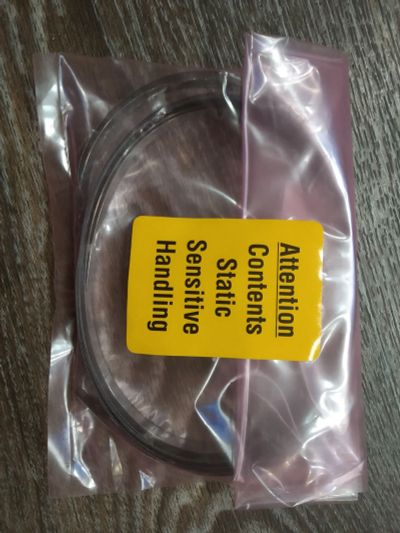 Attention
Contents
Static
Sensitive
Handling